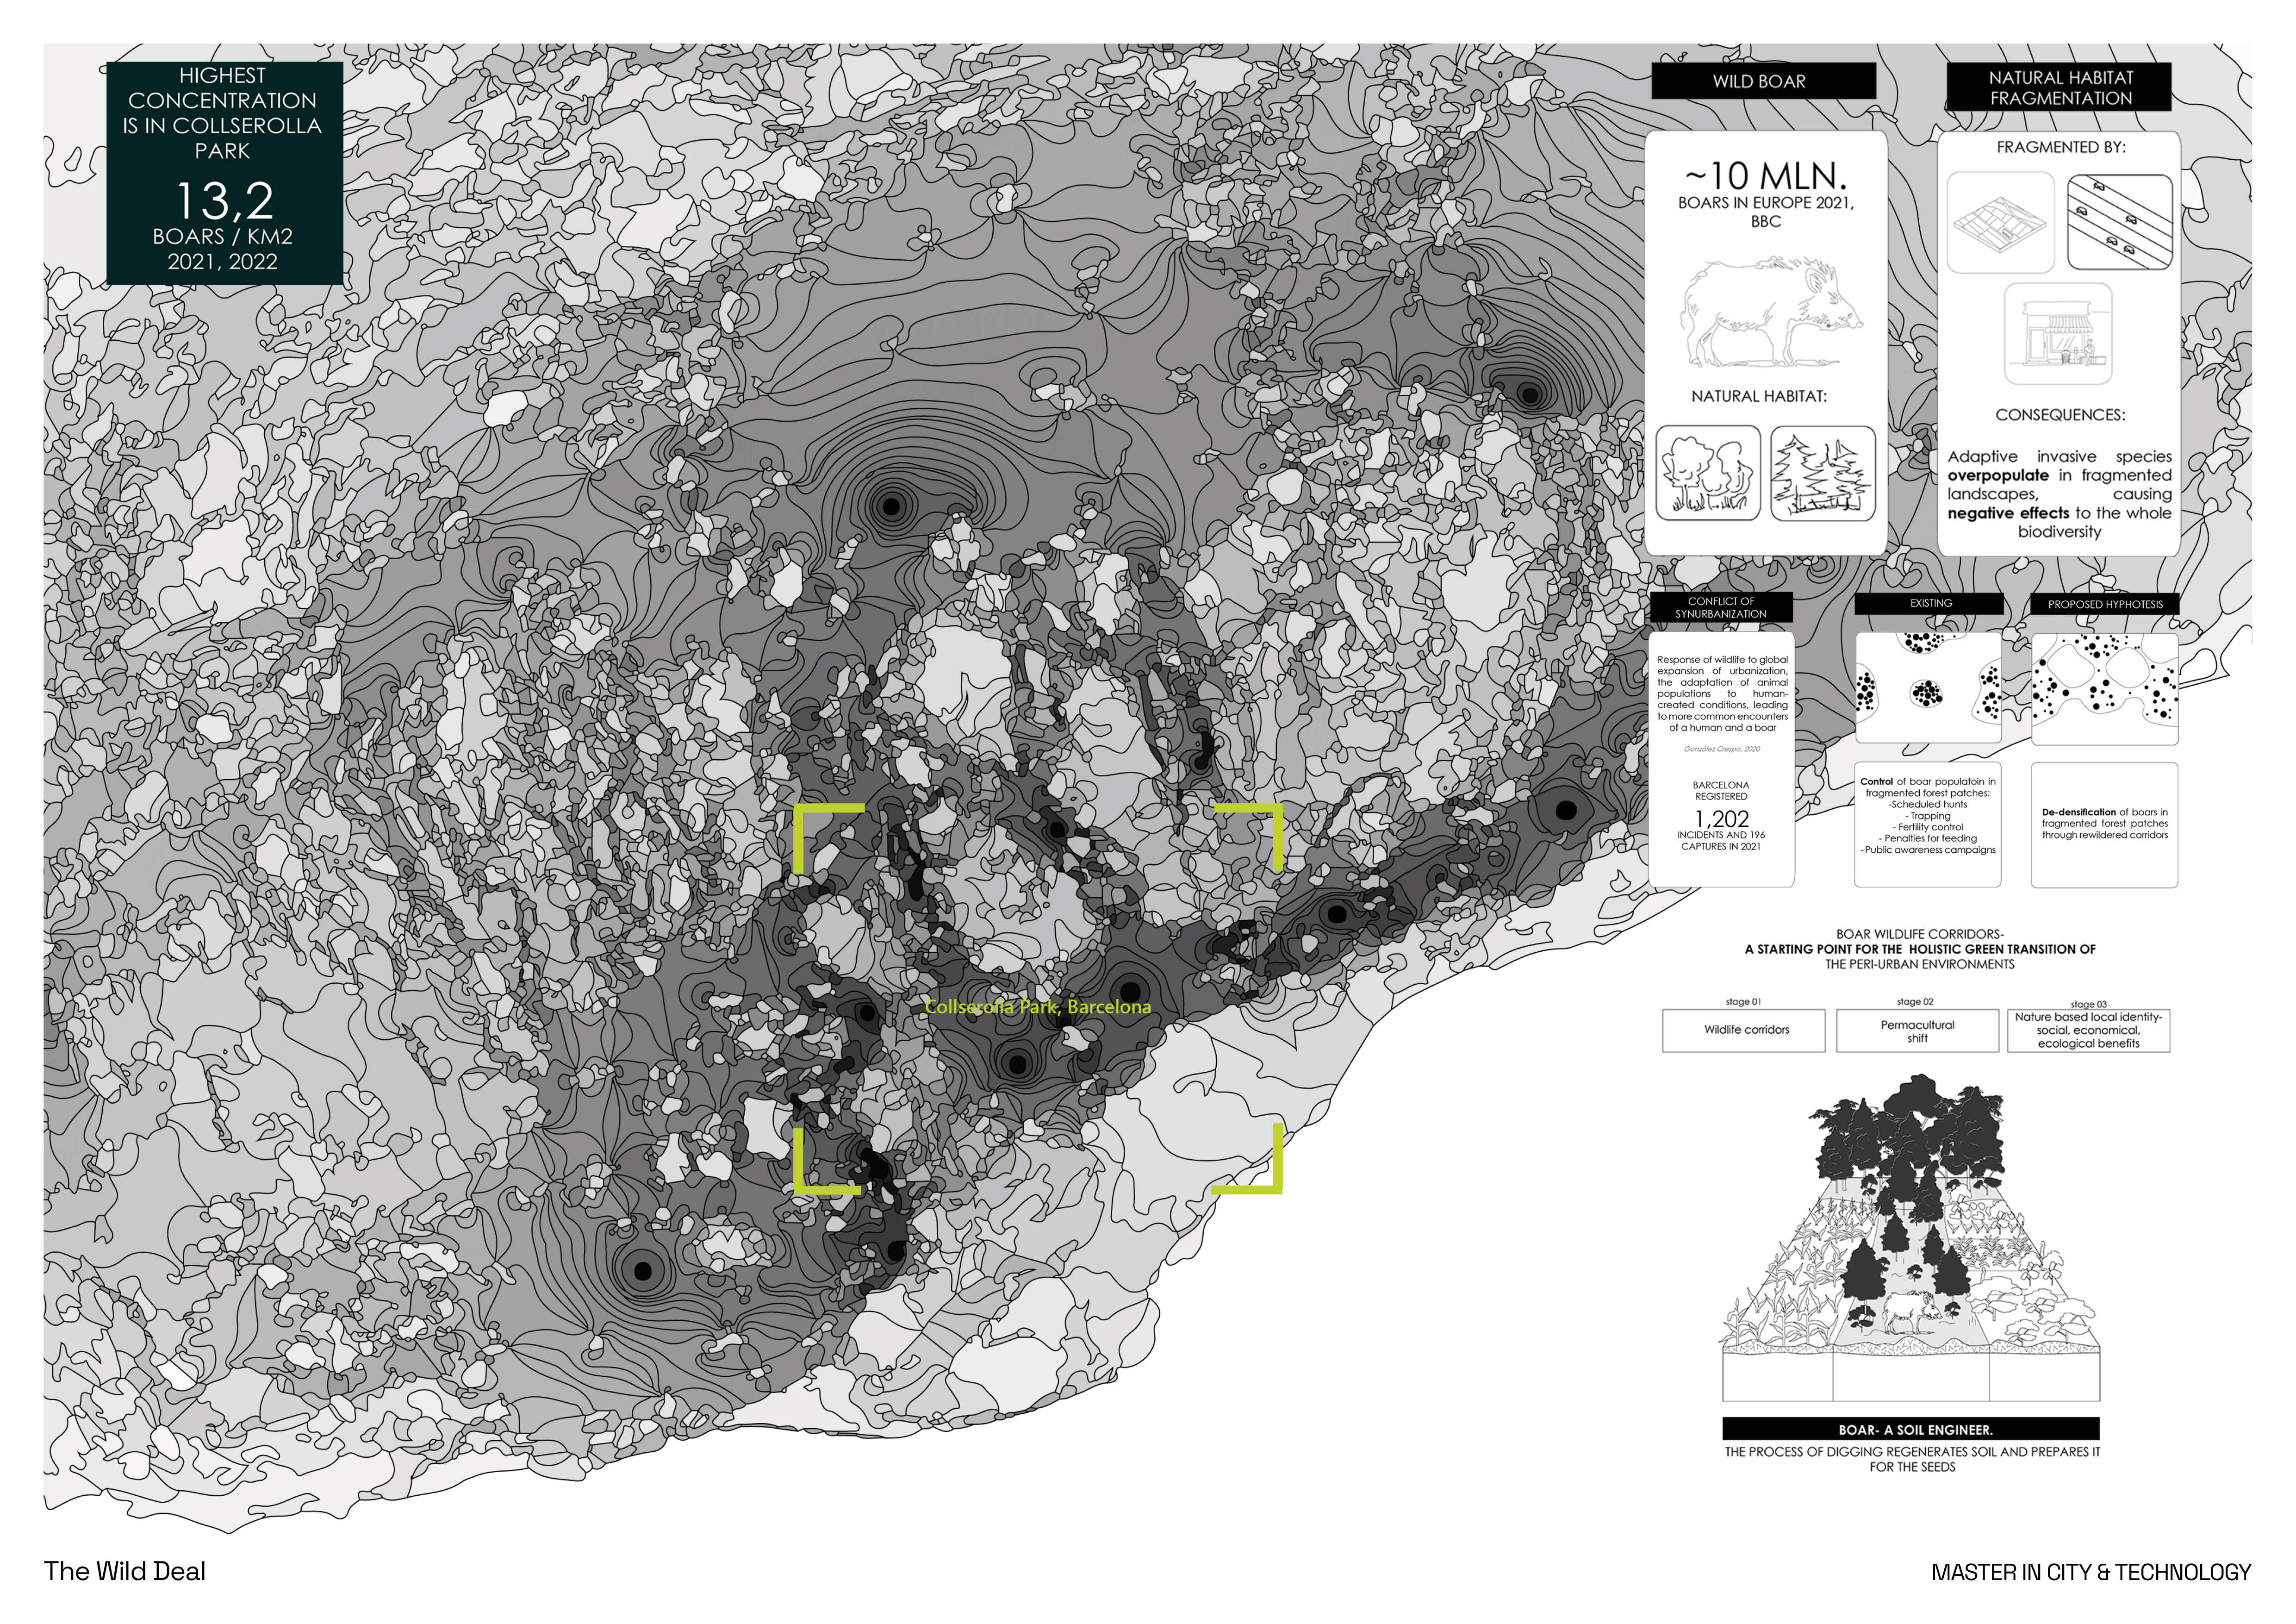 HIGHEST
CONCENTRATION
IS IN COLLSEROLLA
PARK
13,2
BOARS / KM2
2021, 2022
WILD BOAR
~10 MLN.
BOARS IN EUROPE 2021,
BBC
NATURAL HABITAT:
NATURAL HABITAT
FRAGMENTATION
FRAGMENTED BY:
CONSEQUENCES:
Adaptive invasive species
overpopulate in fragmented
landscapes, causing
negative effects to the whole
biodiversity
CONFLICT OF
SYNURBANIZATION
Response of wildlife to global
expansion of urbanization,
the adaptation of animal
populations to human-
created conditions, leading
to more common encounters
of a human and a boar
González Crespo, 2020
BARCELONA
REGISTERED
1,202
INCIDENTS AND 196
CAPTURES IN 2021
EXISTING
Control of boar populatoin in
fragmented forest patches:
-Scheduled hunts
- Trapping
- Fertility control
- Penalties for feeding
- Public awareness campaigns
PROPOSED HYPHOTESIS
De-densification of boars in
fragmented forest patches
through rewildered corridors
BOAR WILDLIFE CORRIDORS-
A STARTING POINT FOR THE HOLISTIC GREEN TRANSITION OF
THE PERI-URBAN ENVIRONMENTS
stage 01
Wildlife corridors
stage 02
Permacultural
shift
stage 03
Nature based local identity-
social, economical,
ecological benefits
Collserolla Park, Barcelona
BOAR- A SOIL ENGINEER.
THE PROCESS OF DIGGING REGENERATES SOIL AND PREPARES IT
FOR THE SEEDS
The Wild Deal
MASTER IN CITY & TECHNOLOGY